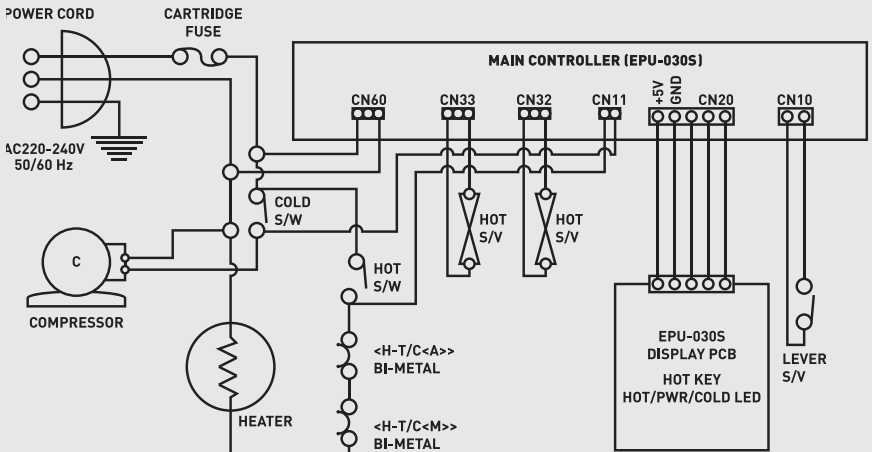 POWER CORD
CARTRIDGE
FUSE
MAIN CONTROLLER (EPU-030S)
CN60
CN33
CN32
CN11
+5V
GND
CN20
CN10
AC220-240V
50/60 Hz
COLD
S/W
HOT
S/V
HOT
S/V
C
HOT
S/W
COMPRESSOR
EPU-030S
DISPLAY PCB
HOT KEY
HOT/PWR/COLD LED
LEVER
S/V
<H-T/C<A>>
BI-METAL
HEATER
<H-T/C<M>>
BI-METAL